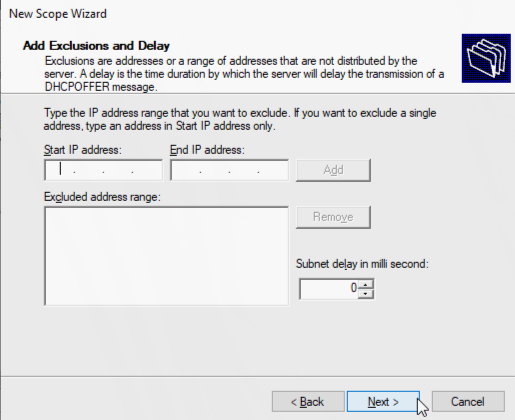 New Scope Wizard
Add Exclusions and Delay
Exclusions are addresses or a range of addresses that are not distributed by the
server. A delay is the time duration by which the server will delay the transmission of a
DHCPOFFER message.
Type the IP address range that you want to exclude. If you want to exclude a single
address, type an address in Start IP address only.
Start IP address: End IP address:
. . . . . . Add
Excluded address range:
Remove
Subnet delay in milli second:
0
< Back Next > Cancel